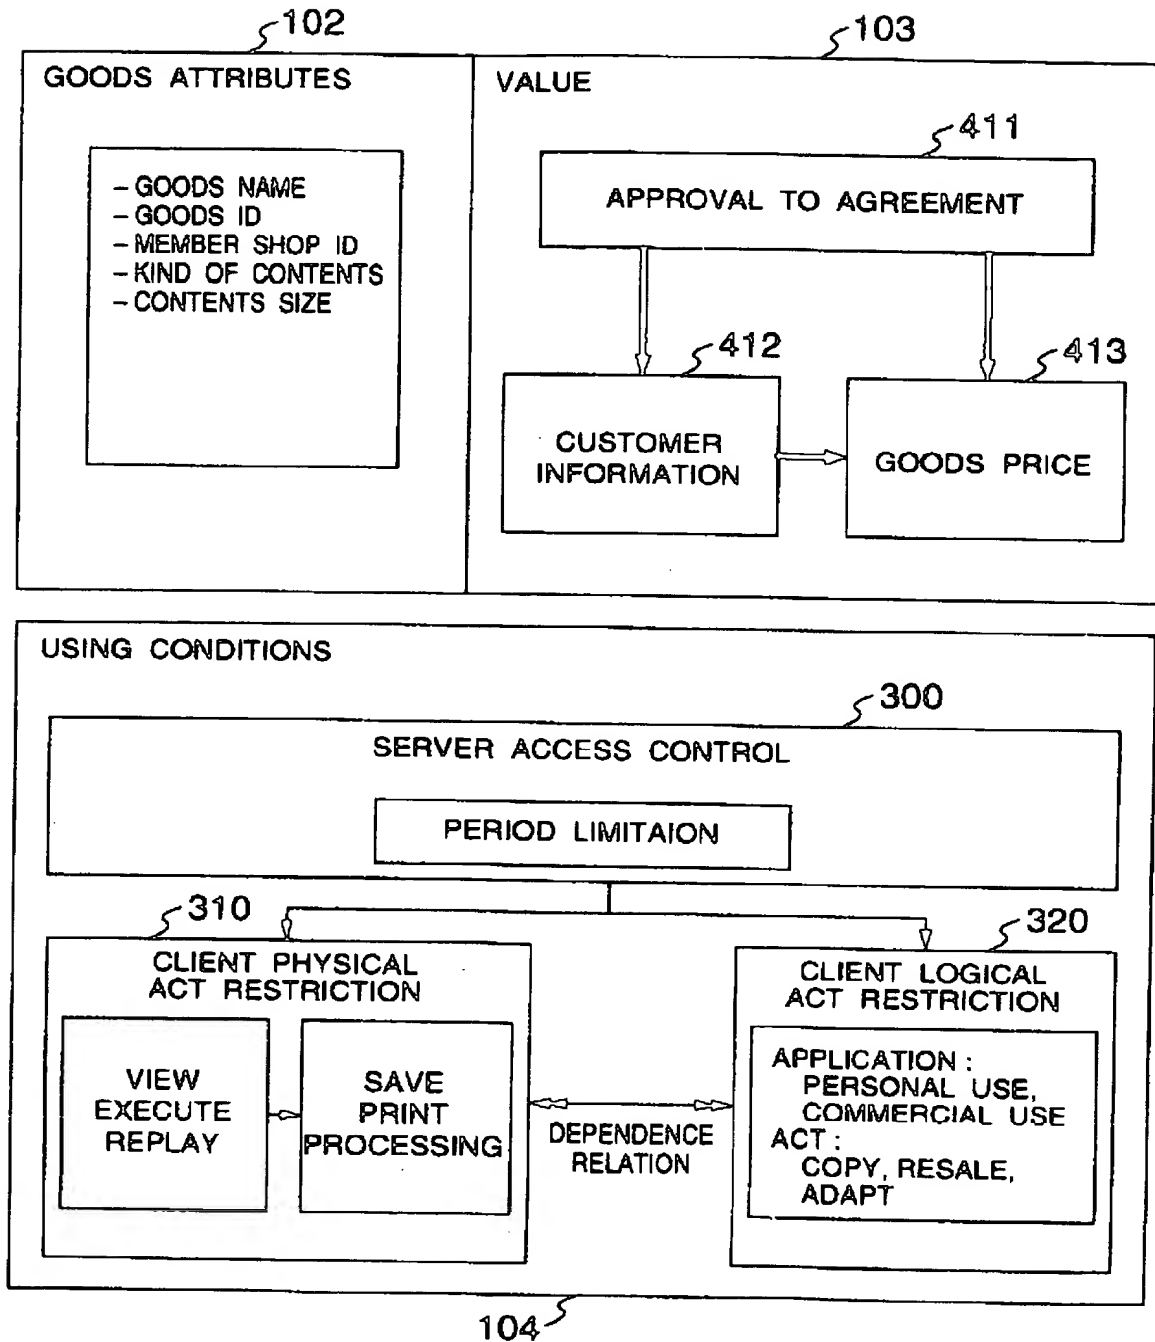 102
103
GOODS ATTRIBUTES
- GOODS NAME
- GOODS ID
- MEMBER SHOP ID
- KIND OF CONTENTS
- CONTENTS SIZE
VALUE
411
APPROVAL TO AGREEMENT
412
413
CUSTOMER
INFORMATION
GOODS PRICE
USING CONDITIONS
300
SERVER ACCESS CONTROL
PERIOD LIMITAION
310
320
CLIENT PHYSICAL
ACT RESTRICTION
VIEW
EXECUTE
REPLAY
SAVE
PRINT
PROCESSING
DEPENDENCE
RELATION
CLIENT LOGICAL
ACT RESTRICTION
APPLICATION :
PERSONAL USE,
COMMERCIAL USE
ACT :
COPY, RESALE,
ADAPT
104